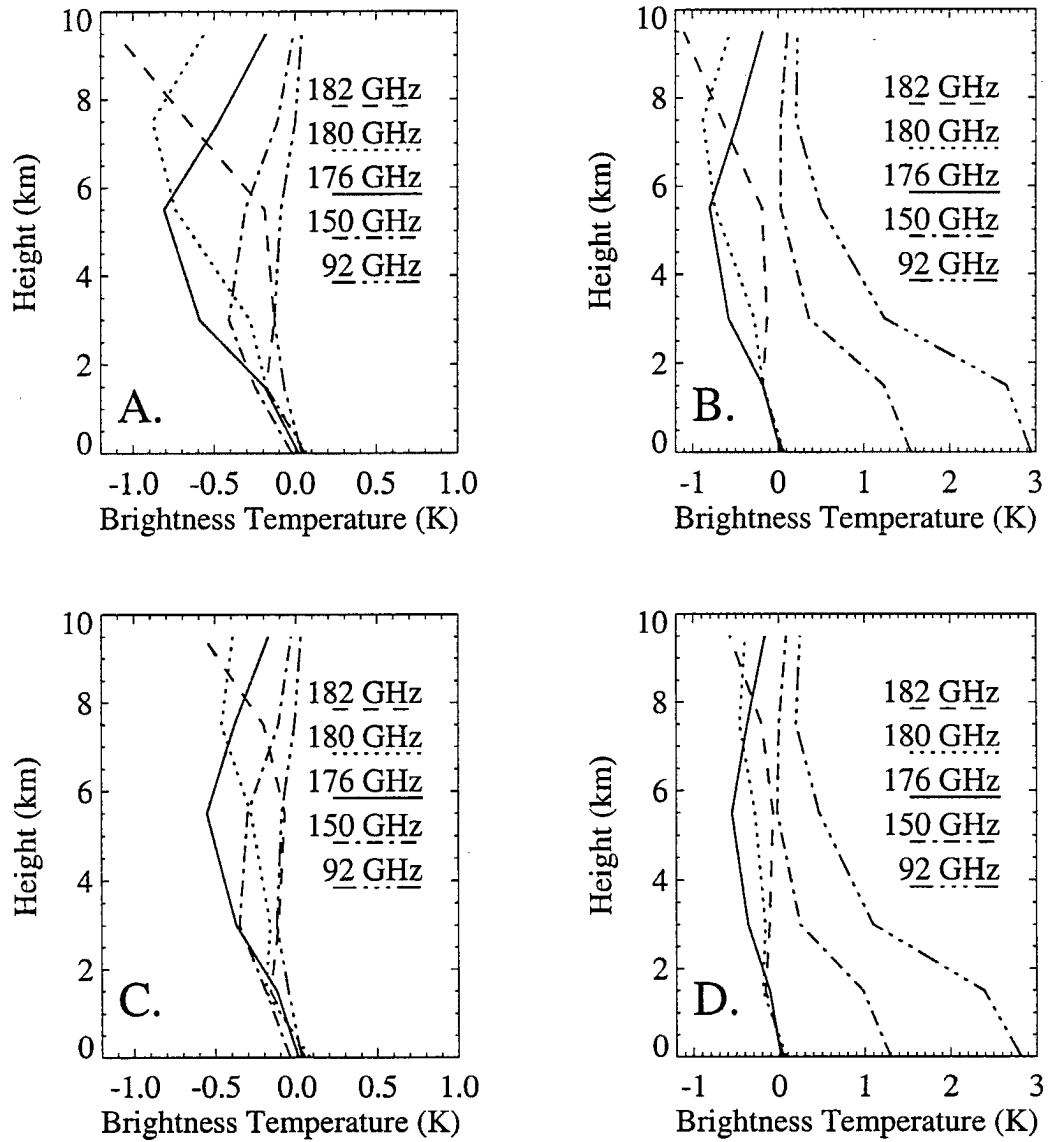 10
8
6
4
2
0
Height (km)
182 GHz
180 GHz
176 GHz
150 GHz
92 GHz
A.
-1.0 -0.5 0.0 0.5 1.0
Brightness Temperature (K)
10
8
6
4
2
0
Height (km)
182 GHz
180 GHz
176 GHz
150 GHz
92 GHz
B.
-1 0 1 2 3
Brightness Temperature (K)
10
8
6
4
2
0
Height (km)
182 GHz
180 GHz
176 GHz
150 GHz
92 GHz
C.
-1.0 -0.5 0.0 0.5 1.0
Brightness Temperature (K)
10
8
6
4
2
0
Height (km)
182 GHz
180 GHz
176 GHz
150 GHz
92 GHz
D.
-1 0 1 2 3
Brightness Temperature (K)